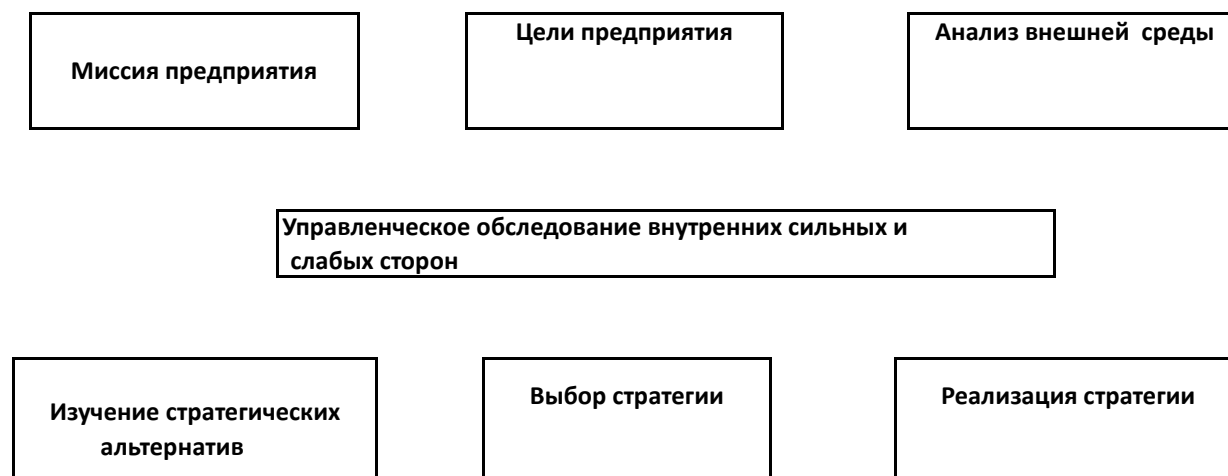 Миссия предприятия
Цели предприятия
Анализ внешней среды
Управленческое обследование внутренних сильных и
слабых сторон
Изучение стратегических
альтернатив
Выбор стратегии
Реализация стратегии